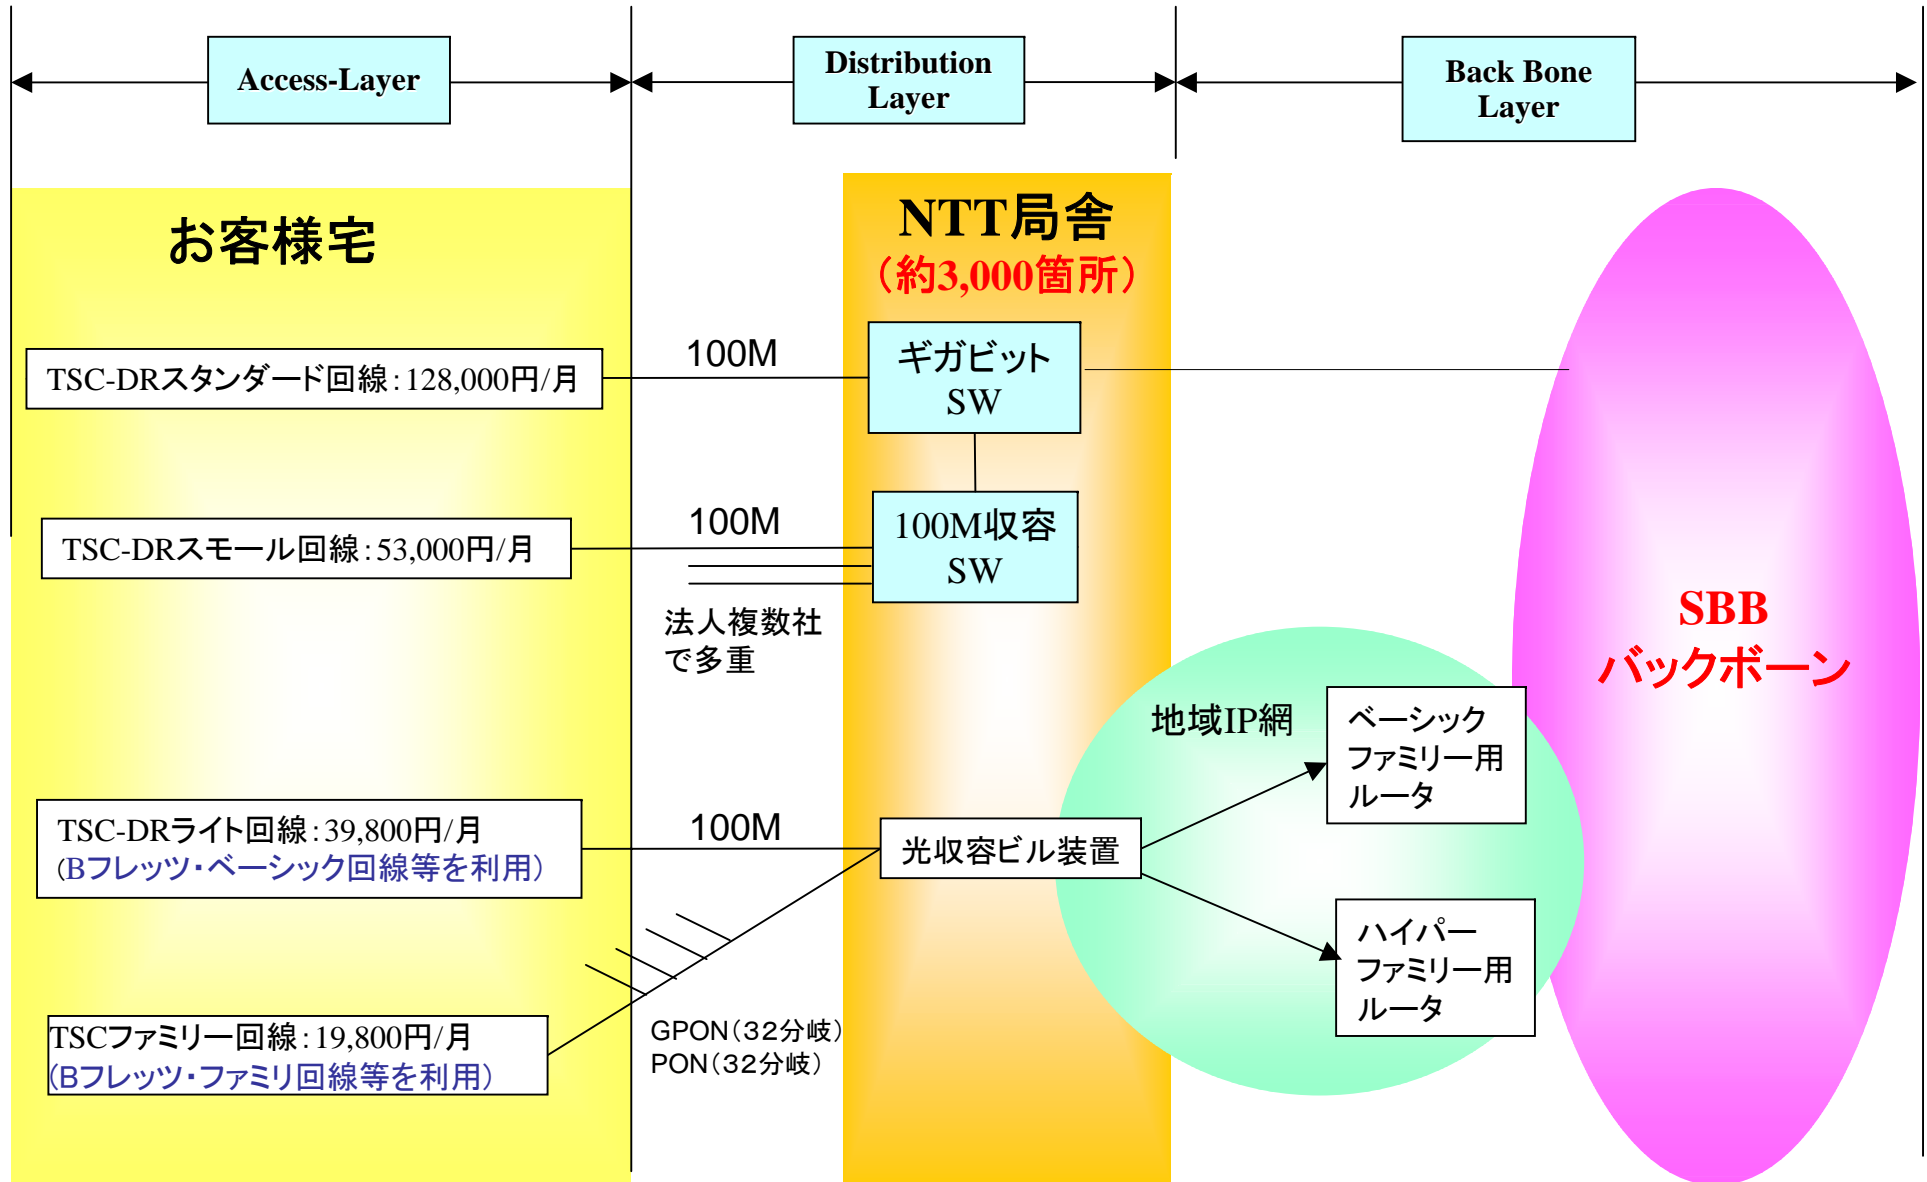 Access-Layer
Distribution
Layer
Back Bone
Layer
お客様宅
NTT局舎
（約3,000箇所）
TSC-DRスタンダード回線：128,000円/月
100M
ギガビット
SW
TSC-DRスモール回線：53,000円/月
100M
100M収容
SW
法人複数社
で多重
SBB
バックボーン
地域IP網
ベーシック
ファミリー用
ルータ
TSC-DRライト回線：39,800円/月
（Bフレッツ・ベーシック回線等を利用）
100M
光収容ビル装置
ハイパー
ファミリー用
ルータ
TSCファミリー回線：19,800円/月
（Bフレッツ・ファミリ回線等を利用）
GPON（32分岐）
PON（32分岐）